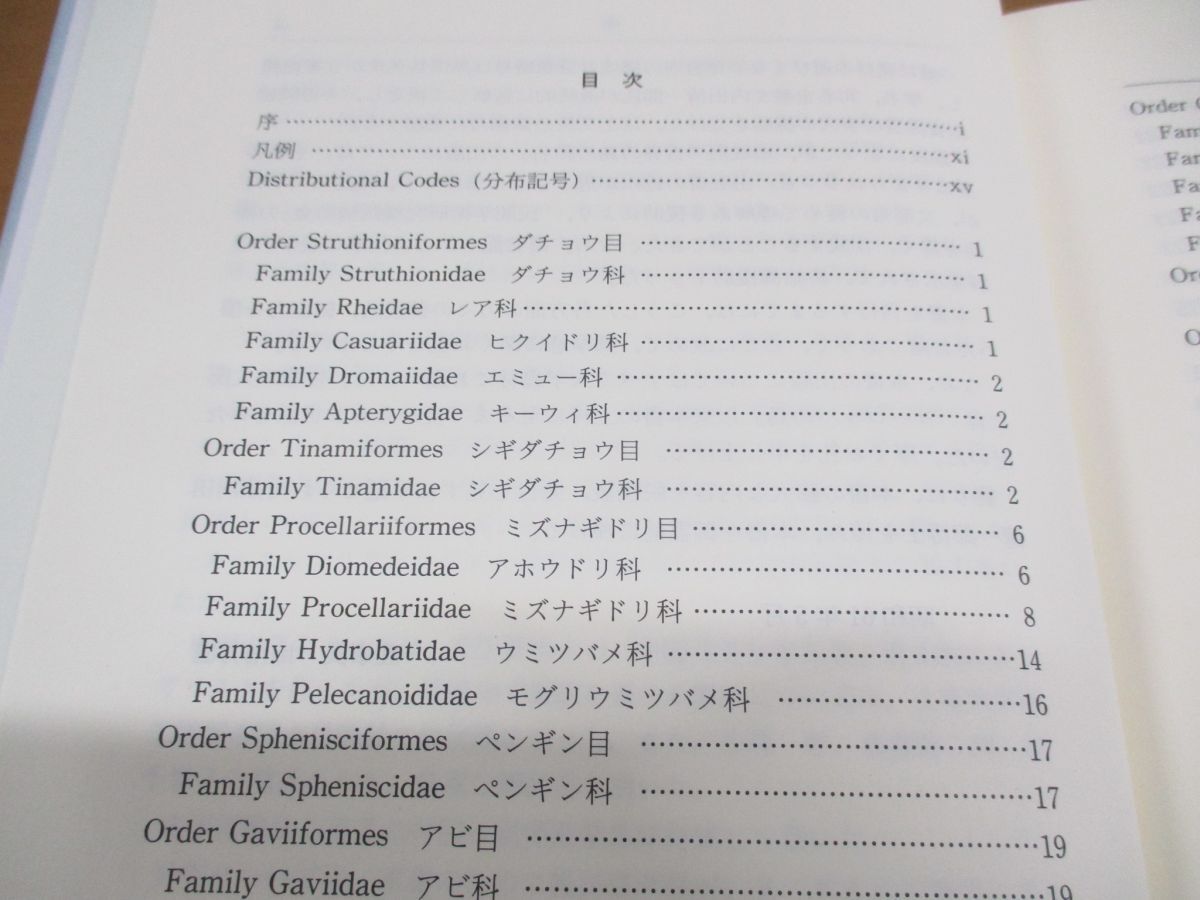 目次
序 ……………………………………………………i
凡例 ……………………………………………………xi
Distributional Codes (分布記号) ……………………………………xv
Order Struthioniformes ダチョウ目 ……………………………… 1
Family Struthionidae ダチョウ科 ……………………………… 1
Family Rheidae レア科 ……………………………………… 1
Family Casuariidae ヒクイドリ科 ……………………………… 1
Family Dromaiidae エミュー科 ………………………………… 2
Family Apterygidae キーウィ科 ………………………………… 2
Order Tinamiformes シギダチョウ目 ……………………………… 2
Family Tinamidae シギダチョウ科 ……………………………… 2
Order Procellariiformes ミズナギドリ目 …………………………… 6
Family Diomedeidae アホウドリ科 ……………………………… 6
Family Procellariidae ミズナギドリ科 …………………………… 8
Family Hydrobatidae ウミツバメ科 ………………………………14
Family Pelecanoididae モグリウミツバメ科 ………………………16
Order Sphenisciformes ペンギン目 …………………………………17
Family Spheniscidae ペンギン科 …………………………………17
Order Gaviiformes アビ目 ……………………………………………19
Family Gaviidae アビ科 ……………………………………………19
Order
Fam
Fa
Fa
Fa
F
Ord
O